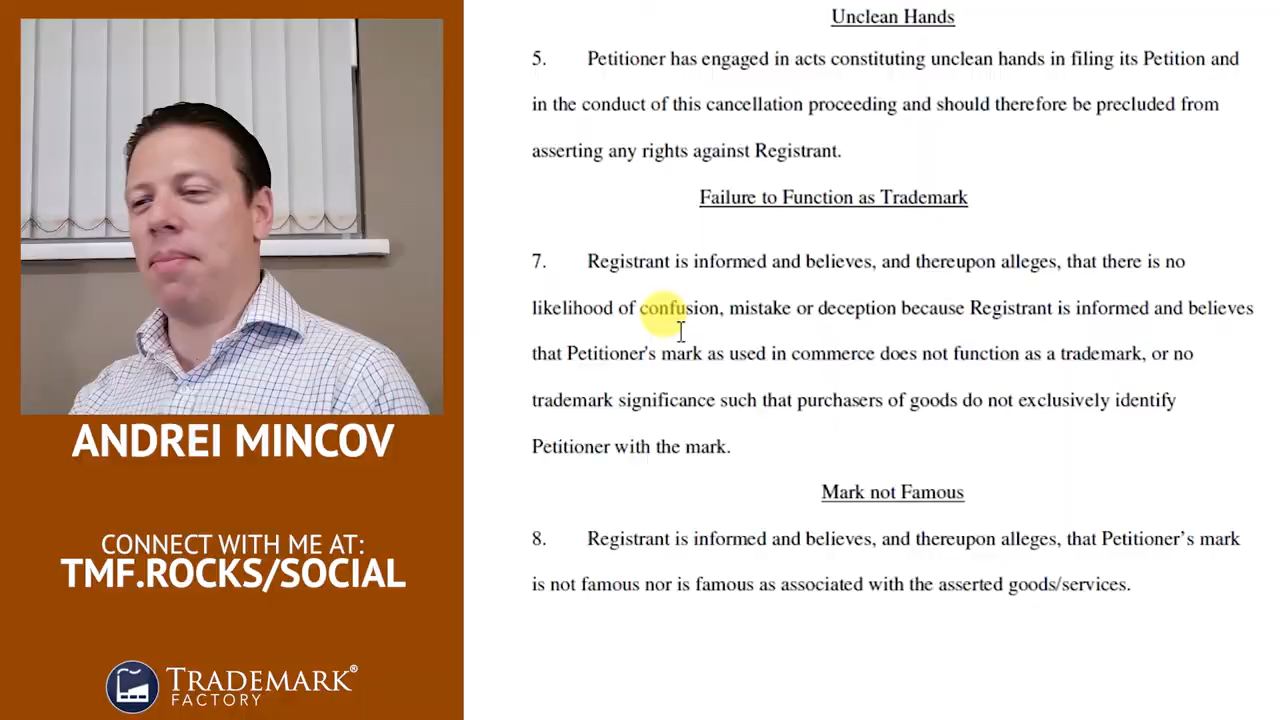 Unclean Hands
5. Petitioner has engaged in acts constituting unclean hands in filing its Petition and
in the conduct of this cancellation proceeding and should therefore be precluded from
asserting any rights against Registrant.
Failure to Function as Trademark
7. Registrant is informed and believes, and thereupon alleges, that there is no
likelihood of confusion, mistake or deception because Registrant is informed and believes
that Petitioner's mark as used in commerce does not function as a trademark, or no
trademark significance such that purchasers of goods do not exclusively identify
Petitioner with the mark.
Mark not Famous
8. Registrant is informed and believes, and thereupon alleges, that Petitioner’s mark
is not famous nor is famous as associated with the asserted goods/services.
ANDREI MINCOV
CONNECT WITH ME AT:
TMF.ROCKS/SOCIAL
TRADEMARK®
FACTORY